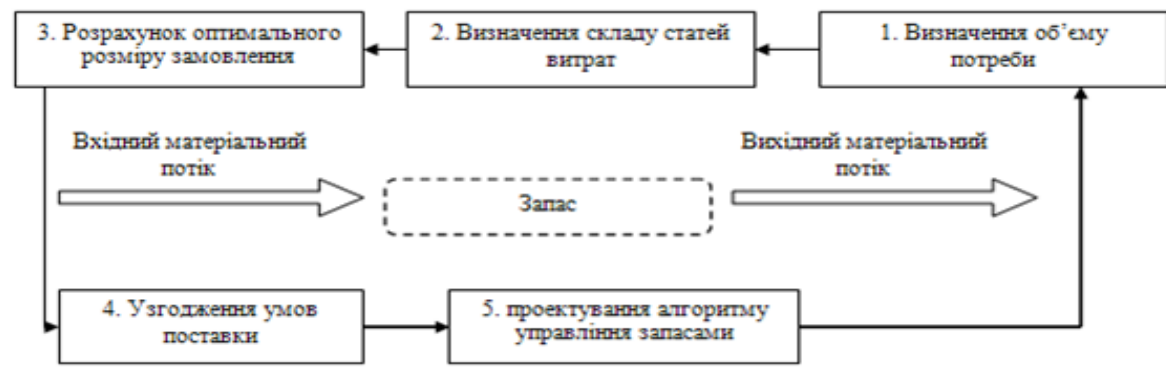 3. Розрахунок оптимального
розміру замовлення
2. Визначення складу статей
витрат
1. Визначення об’єму
потреби
Вхідний матеріальний
потік
Запас
Вихідний матеріальний
потік
4. Узгодження умов
поставки
5. проектування алгоритму
управління запасами